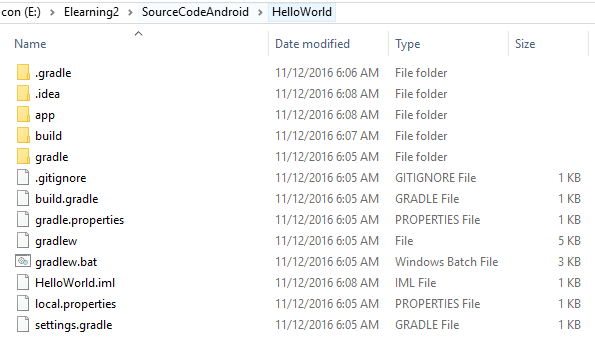 con (E:) > Elearning2 > SourceCodeAndroid > HelloWorld
Name Date modified Type Size
.gradle 11/12/2016 6:06 AM File folder
.idea 11/12/2016 6:08 AM File folder
app 11/12/2016 6:08 AM File folder
build 11/12/2016 6:07 AM File folder
gradle 11/12/2016 6:05 AM File folder
.gitignore 11/12/2016 6:05 AM GITIGNORE File 1 KB
build.gradle 11/12/2016 6:05 AM GRADLE File 1 KB
gradle.properties 11/12/2016 6:05 AM PROPERTIES File 1 KB
gradlew 11/12/2016 6:05 AM File 5 KB
gradlew.bat 11/12/2016 6:05 AM Windows Batch File 3 KB
HelloWorld.iml 11/12/2016 6:08 AM IML File 1 KB
local.properties 11/12/2016 6:05 AM PROPERTIES File 1 KB
settings.gradle 11/12/2016 6:05 AM GRADLE File 1 KB